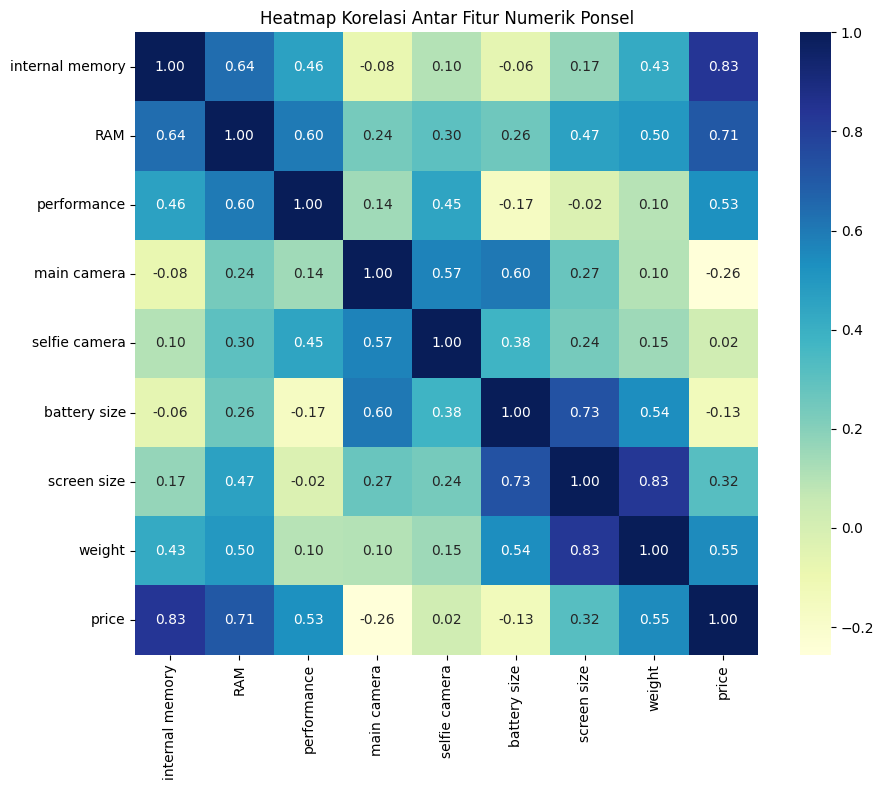 Heatmap Korelasi Antar Fitur Numerik Ponsel
internal memory 1.00 0.64 0.46 -0.08 0.10 -0.06 0.17 0.43 0.83
RAM 0.64 1.00 0.60 0.24 0.30 0.26 0.47 0.50 0.71
performance 0.46 0.60 1.00 0.14 0.45 -0.17 -0.02 0.10 0.53
main camera -0.08 0.24 0.14 1.00 0.57 0.60 0.27 0.10 -0.26
selfie camera 0.10 0.30 0.45 0.57 1.00 0.38 0.24 0.15 0.02
battery size -0.06 0.26 -0.17 0.60 0.38 1.00 0.73 0.54 -0.13
screen size 0.17 0.47 -0.02 0.27 0.24 0.73 1.00 0.83 0.32
weight 0.43 0.50 0.10 0.10 0.15 0.54 0.83 1.00 0.55
price 0.83 0.71 0.53 -0.26 0.02 -0.13 0.32 0.55 1.00
internal memory
RAM
performance
main camera
selfie camera
battery size
screen size
weight
price
1.0
0.8
0.6
0.4
0.2
0.0
−0.2